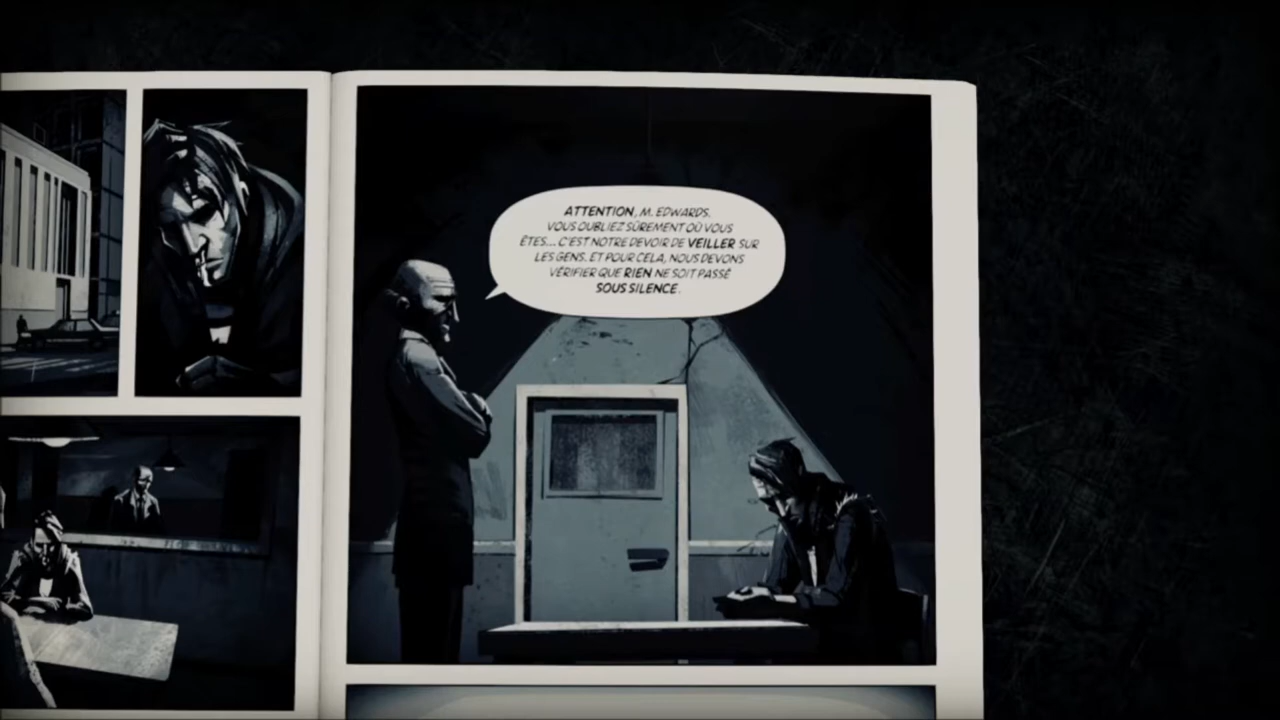 ATTENTION, M. EDWARDS.
VOUS OUBLIEZ SÛREMENT OÙ VOUS
ÊTES... C'EST NOTRE DEVOIR DE VEILLER SUR
LES GENS. ET POUR CELA, NOUS DEVONS
VÉRIFIER QUE RIEN NE SOIT PASSÉ
SOUS SILENCE.